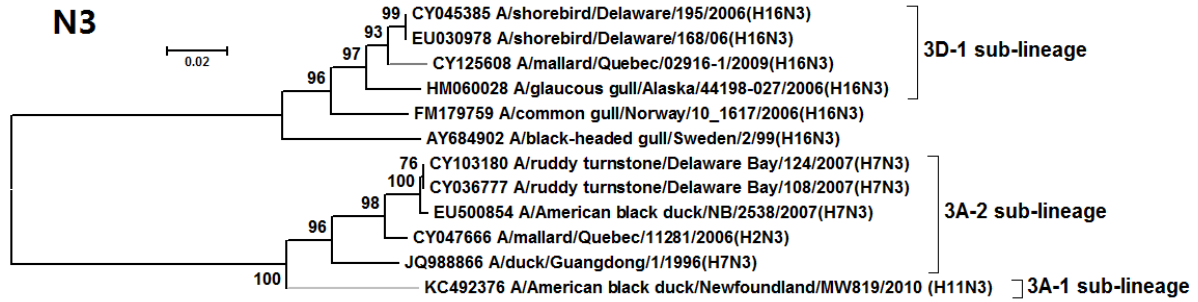 N3
0.02
99
CY045385 A/shorebird/Delaware/195/2006(H16N3)
93
EU030978 A/shorebird/Delaware/168/06(H16N3)
97
CY125608 A/mallard/Quebec/02916-1/2009(H16N3)
3D-1 sub-lineage
96
HM060028 A/glaucous gull/Alaska/44198-027/2006(H16N3)
FM179759 A/common gull/Norway/10_1617/2006(H16N3)
AY684902 A/black-headed gull/Sweden/2/99(H16N3)
76
CY103180 A/ruddy turnstone/Delaware Bay/124/2007(H7N3)
100
CY036777 A/ruddy turnstone/Delaware Bay/108/2007(H7N3)
98
EU500854 A/American black duck/NB/2538/2007(H7N3)
3A-2 sub-lineage
96
CY047666 A/mallard/Quebec/11281/2006(H2N3)
JQ988866 A/duck/Guangdong/1/1996(H7N3)
100
KC492376 A/American black duck/Newfoundland/MW819/2010 (H11N3)
3A-1 sub-lineage